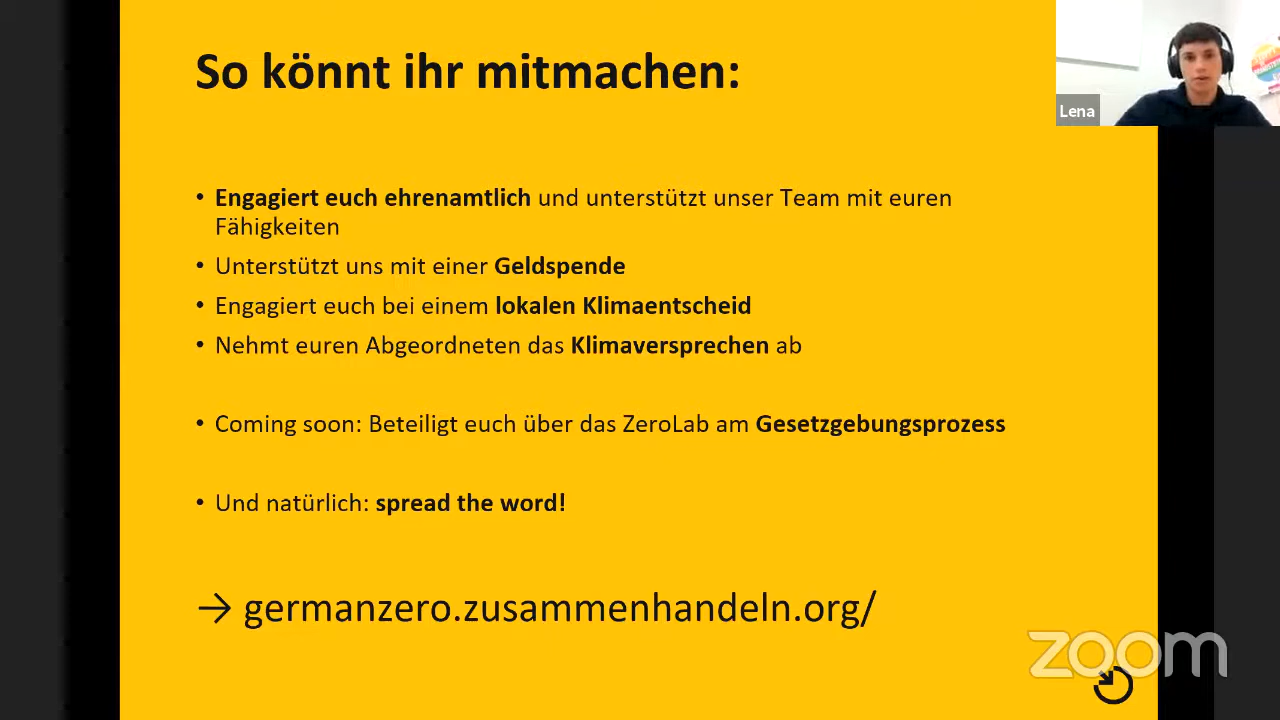 So könnt ihr mitmachen:
Lena
• Engagiert euch ehrenamtlich und unterstützt unser Team mit euren
Fähigkeiten
• Unterstützt uns mit einer Geldspende
• Engagiert euch bei einem lokalen Klimaentscheid
• Nehmt euren Abgeordneten das Klimaversprechen ab
• Coming soon: Beteiligt euch über das ZeroLab am Gesetzgebungsprozess
• Und natürlich: spread the word!
→ germanzero.zusammenhandeln.org/
zoom